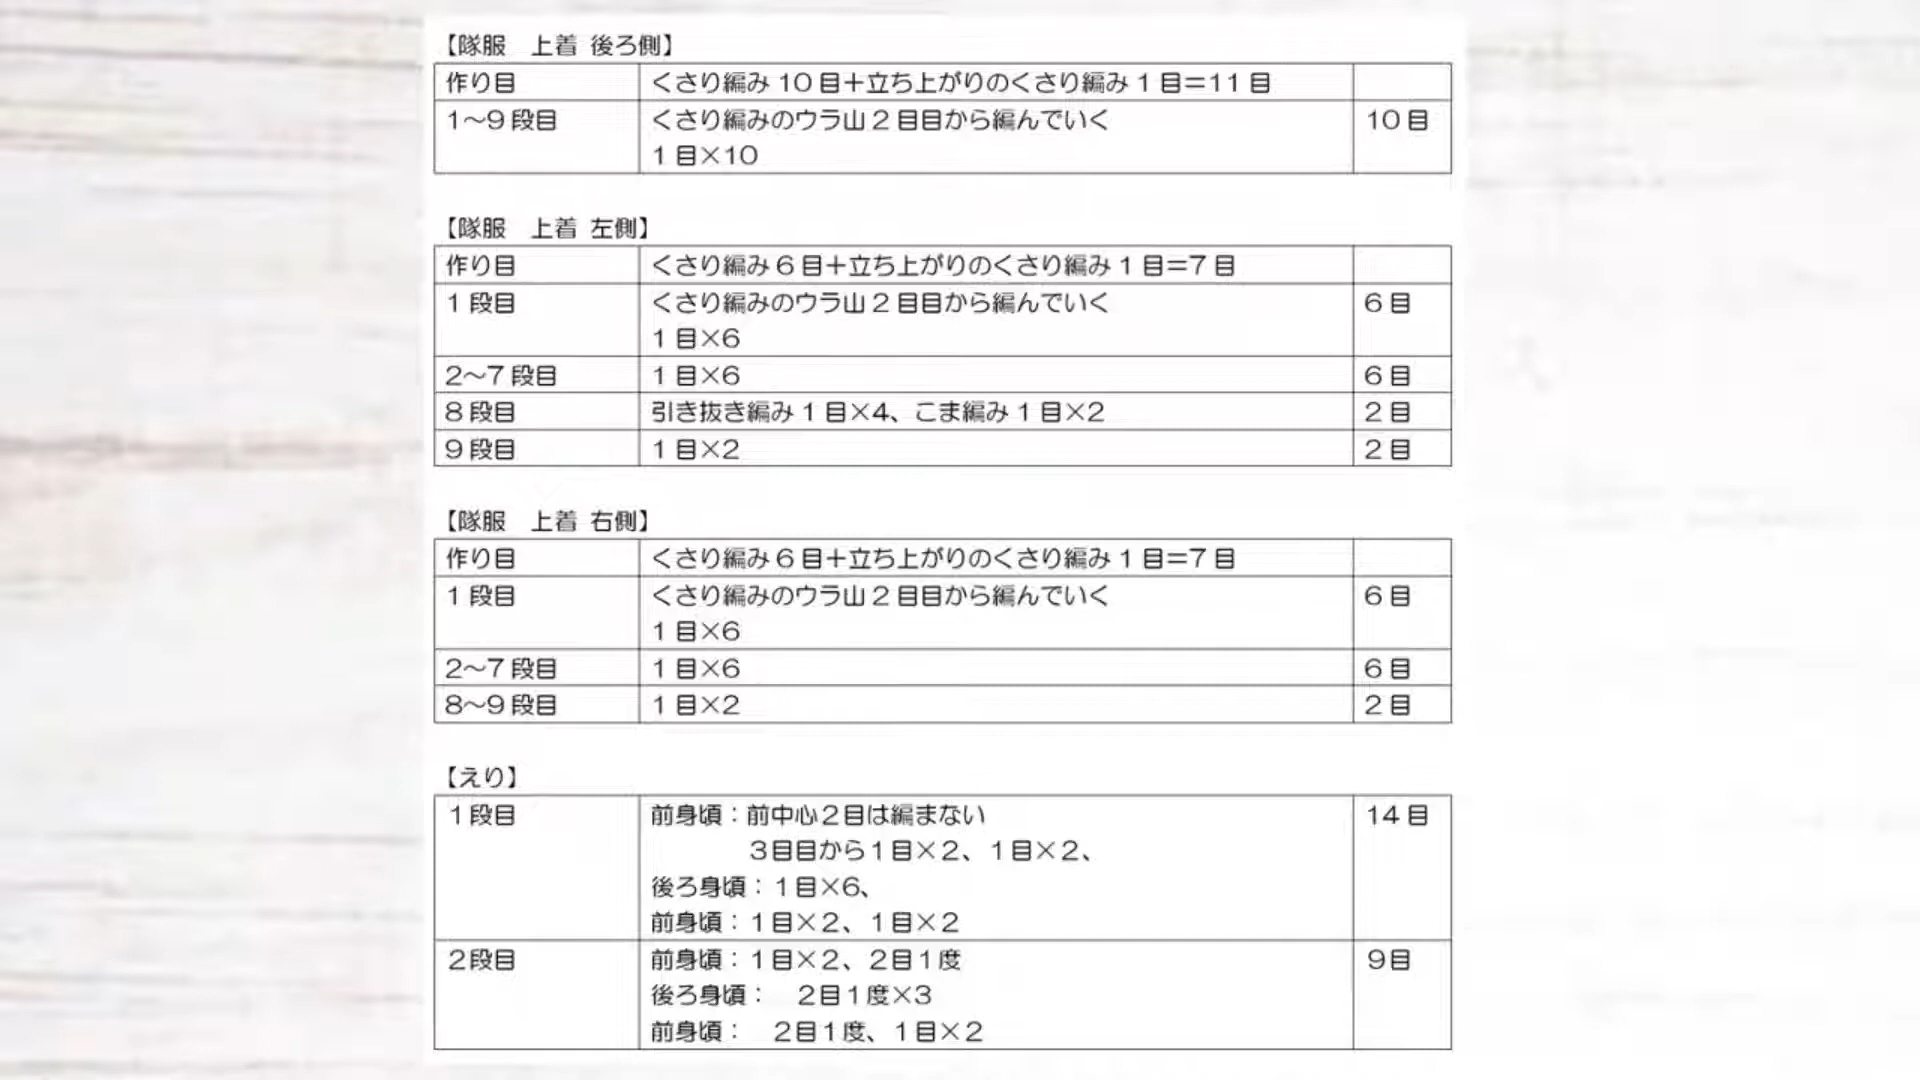 【隊服　上着 後ろ側】
作り目 くさり編み 10 目＋立ち上がりのくさり編み 1 目＝11 目
1～9 段目 くさり編みのウラ山 2 目目から編んでいく 10 目
1 目×10
【隊服　上着 左側】
作り目 くさり編み 6 目＋立ち上がりのくさり編み 1 目＝7 目
1 段目 くさり編みのウラ山 2 目目から編んでいく 6 目
1 目×6
2～7 段目 1 目×6 6 目
8 段目 引き抜き編み 1 目×4、こま編み 1 目×2 2 目
9 段目 1 目×2 2 目
【隊服　上着 右側】
作り目 くさり編み 6 目＋立ち上がりのくさり編み 1 目＝7 目
1 段目 くさり編みのウラ山 2 目目から編んでいく 6 目
1 目×6
2～7 段目 1 目×6 6 目
8～9 段目 1 目×2 2 目
【えり】
1段目 前身頃：前中心2目は編まない 14 目
3目目から1目×2、1目×2、
後ろ身頃：1目×6、
前身頃：1目×2、1目×2
2段目 前身頃：1目×2、2目1度 9目
後ろ身頃：　2目1度×3
前身頃：　2目1度、1目×2